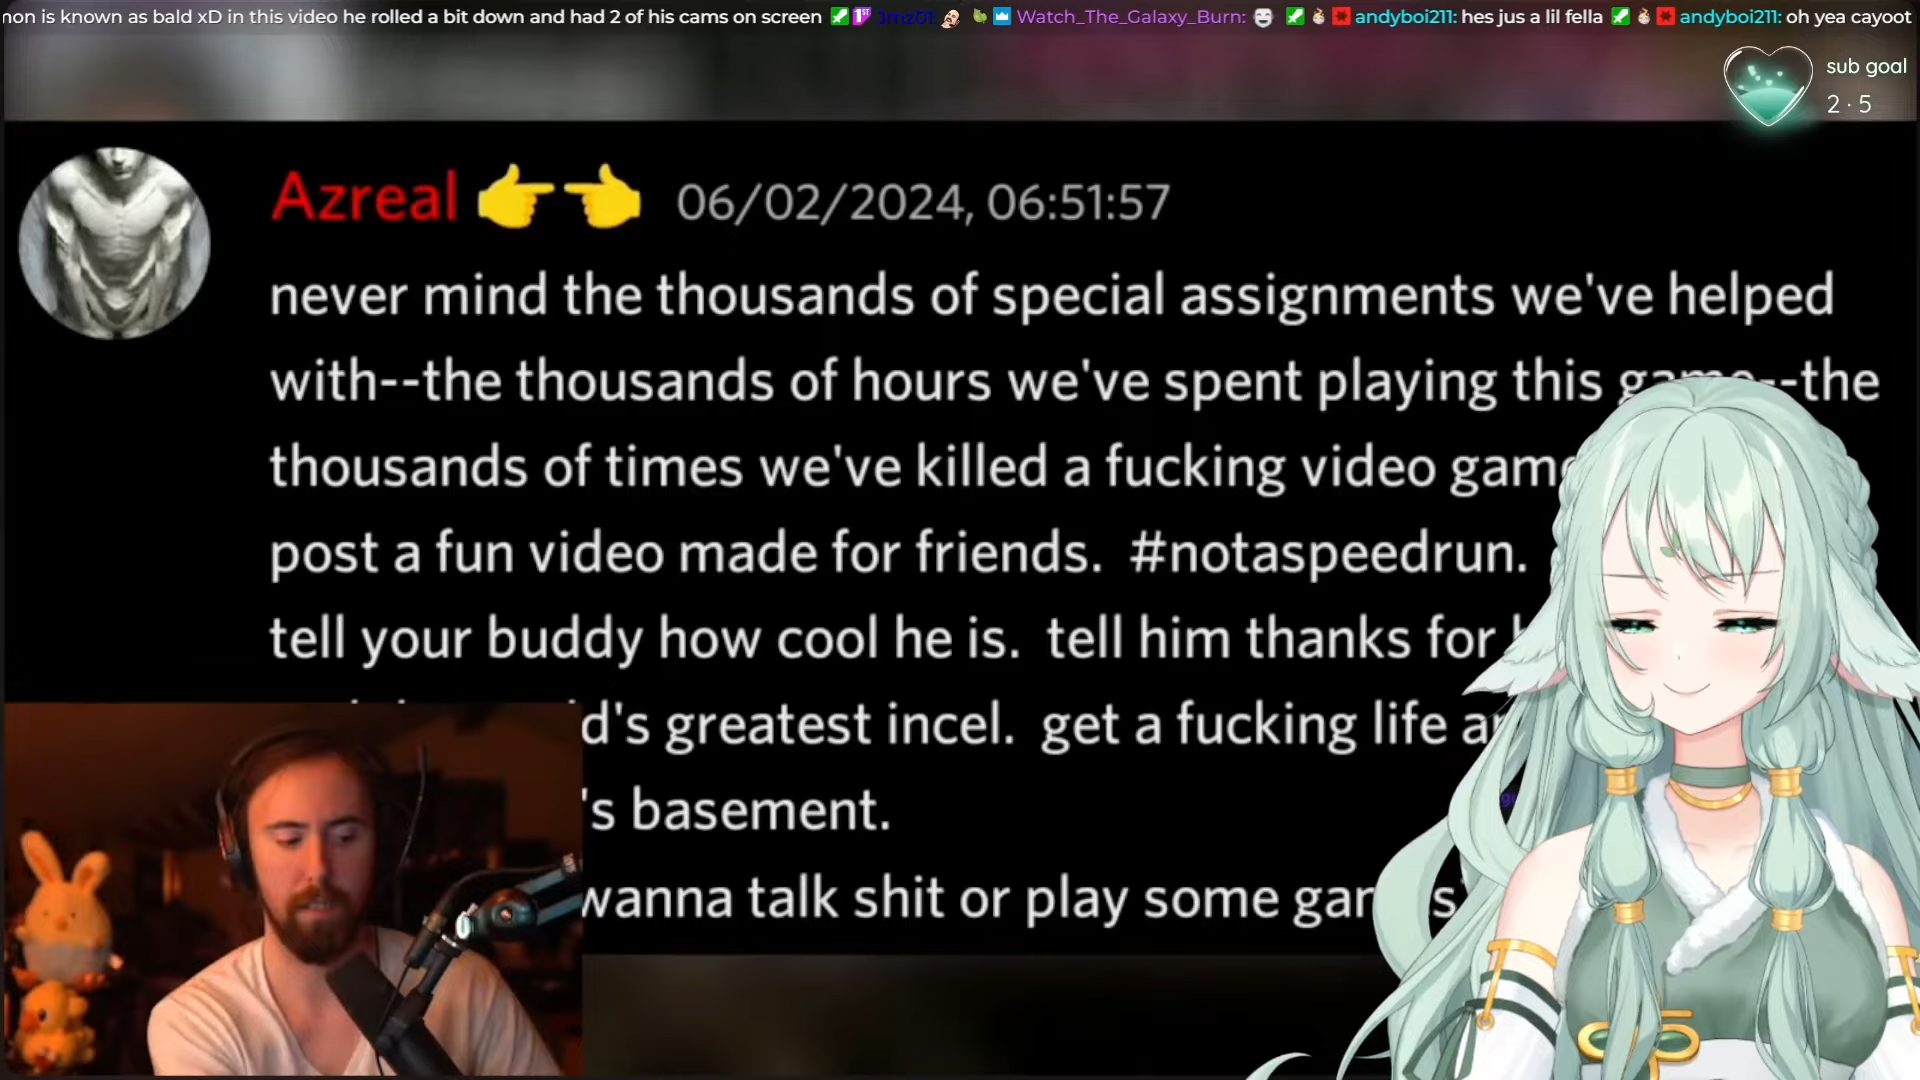 non is known as bald xD in this video he rolled a bit down and had 2 of his cams on screen Jmz01: Watch_The_Galaxy_Burn: andyboi211: hes jus a lil fella andyboi211: oh yea cayoot
sub goal
2 · 5
Azreal 06/02/2024, 06:51:57
never mind the thousands of special assignments we've helped
with--the thousands of hours we've spent playing this game--the
thousands of times we've killed a fucking video game
post a fun video made for friends. #notaspeedrun.
tell your buddy how cool he is. tell him thanks for
d's greatest incel. get a fucking life
's basement.
wanna talk shit or play some games